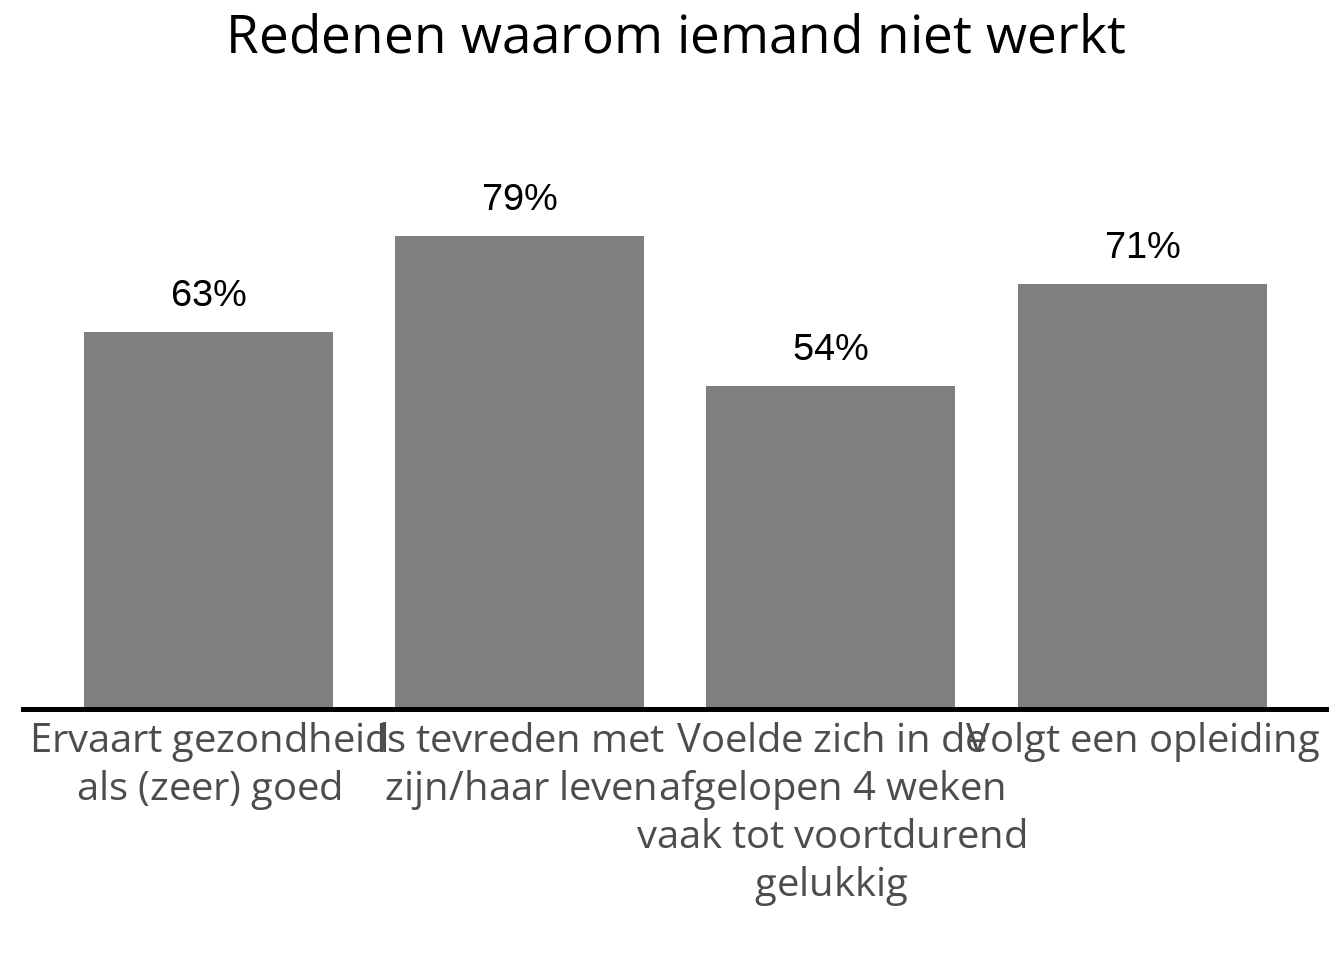 Redenen waarom iemand niet werkt
63%
79%
54%
71%
Ervaart gezondheid
als (zeer) goed
Is tevreden met
zijn/haar leven
Voelde zich in de
afgelopen 4 weken
vaak tot voortdurend
gelukkig
Volgt een opleiding